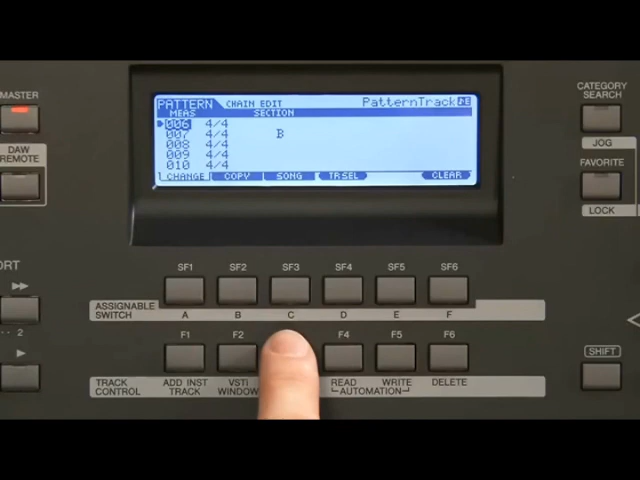 MASTER
DAW
REMOTE
ORT
2
PATTERN CHAIN EDIT PatternTrack
MEAS SECTION
006 4/4
007 4/4 B
008 4/4
009 4/4
010 4/4
CHANGE COPY SONG TRSEL CLEAR
CATEGORY
SEARCH
JOG
FAVORITE
LOCK
SF1 SF2 SF3 SF4 SF5 SF6
ASSIGNABLE
SWITCH A B C D E F
F1 F2 F4 F5 F6
TRACK
CONTROL
ADD INST
TRACK
VSTi
WINDOW
READ WRITE
AUTOMATION
DELETE
SHIFT